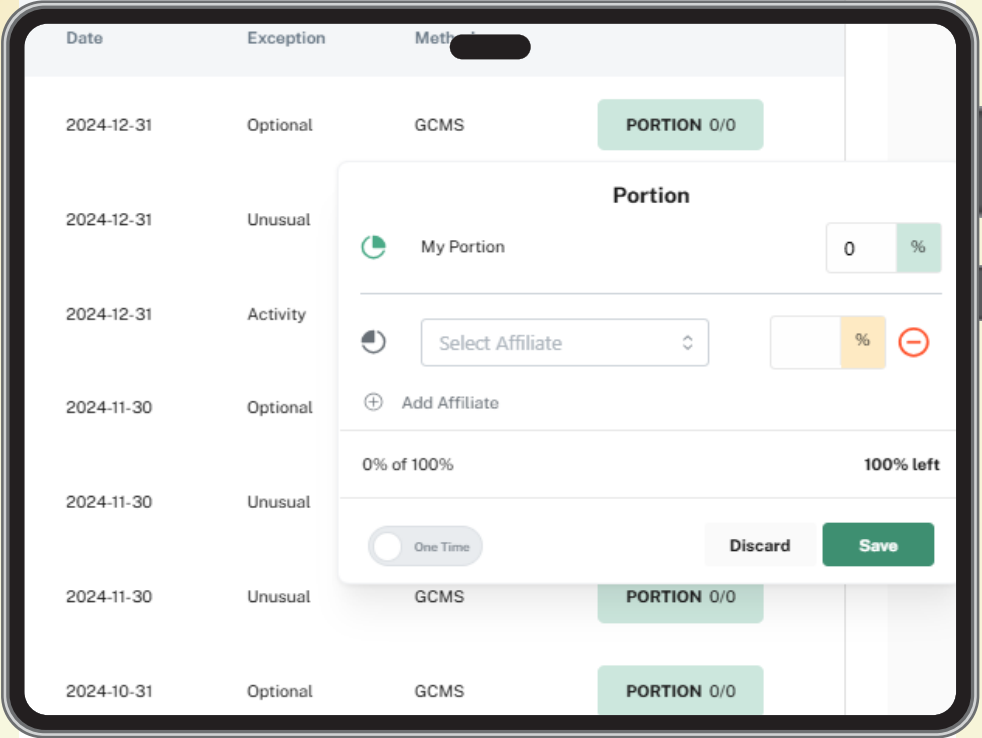 Date Exception
2024-12-31 Optional GCMS PORTION 0/0
2024-12-31 Unusual
2024-12-31 Activity
2024-11-30 Optional
2024-11-30 Unusual
2024-11-30 Unusual GCMS PORTION 0/0
2024-10-31 Optional GCMS PORTION 0/0
Portion
My Portion 0 %
Select Affiliate %
Add Affiliate
0% of 100% 100% left
One Time Discard Save